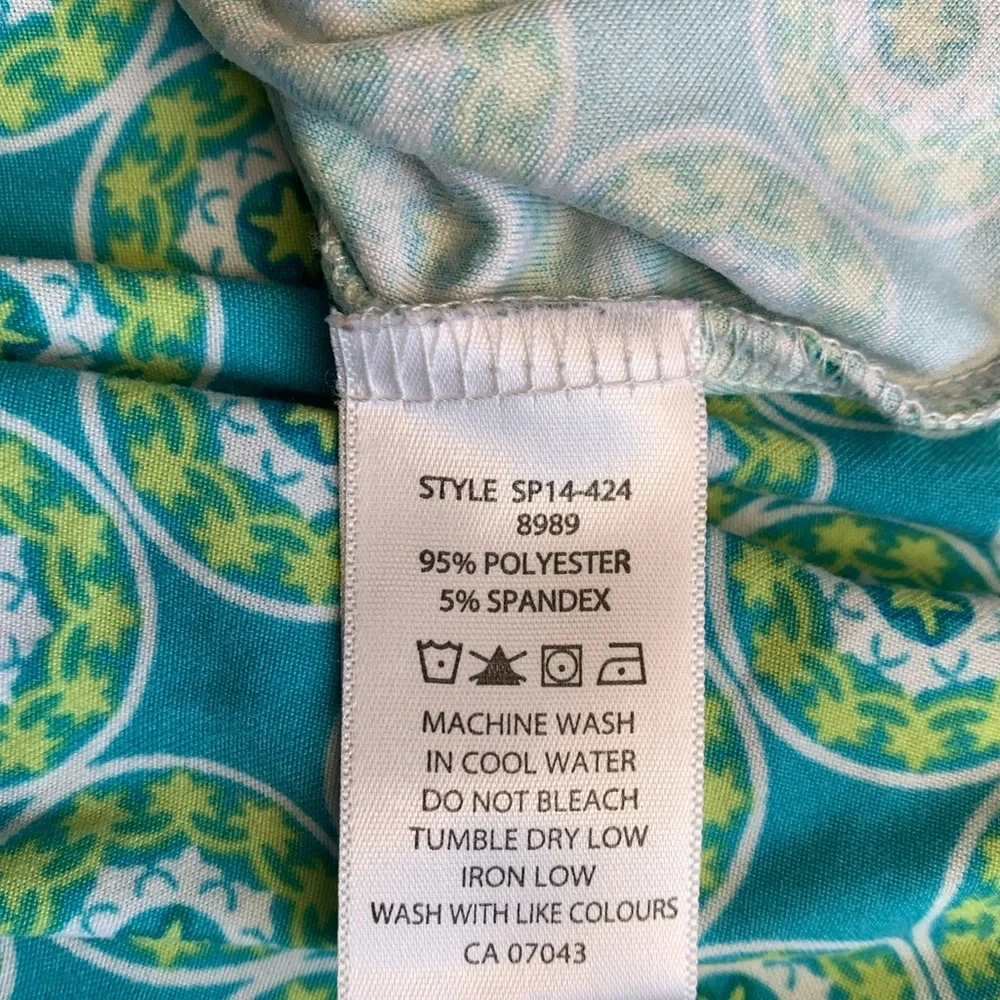 STYLE SP14-424
8989
95% POLYESTER
5% SPANDEX
MACHINE WASH
IN COOL WATER
DO NOT BLEACH
TUMBLE DRY LOW
IRON LOW
WASH WITH LIKE COLOURS
CA 07043